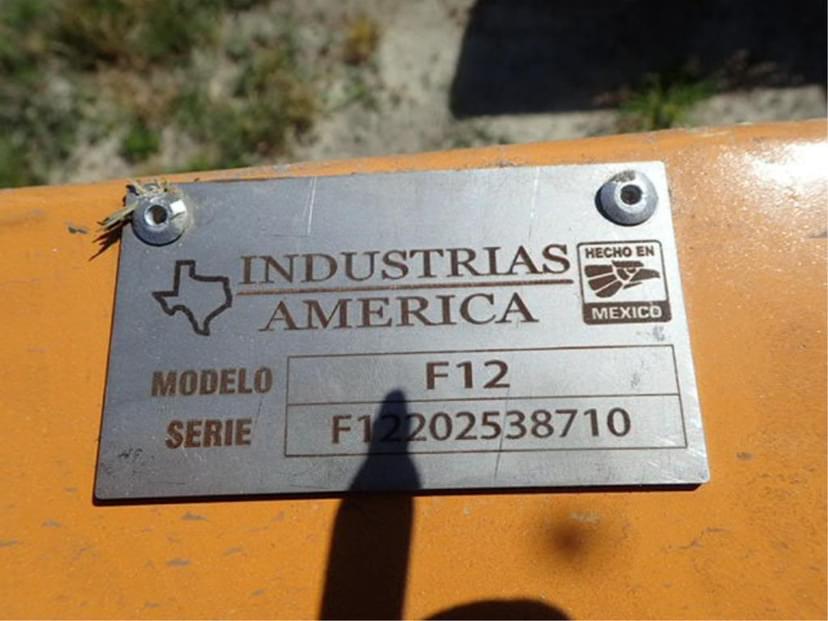 INDUSTRIAS
AMERICA
HECHO EN
MEXICO
MODELO F12
SERIE F12202538710